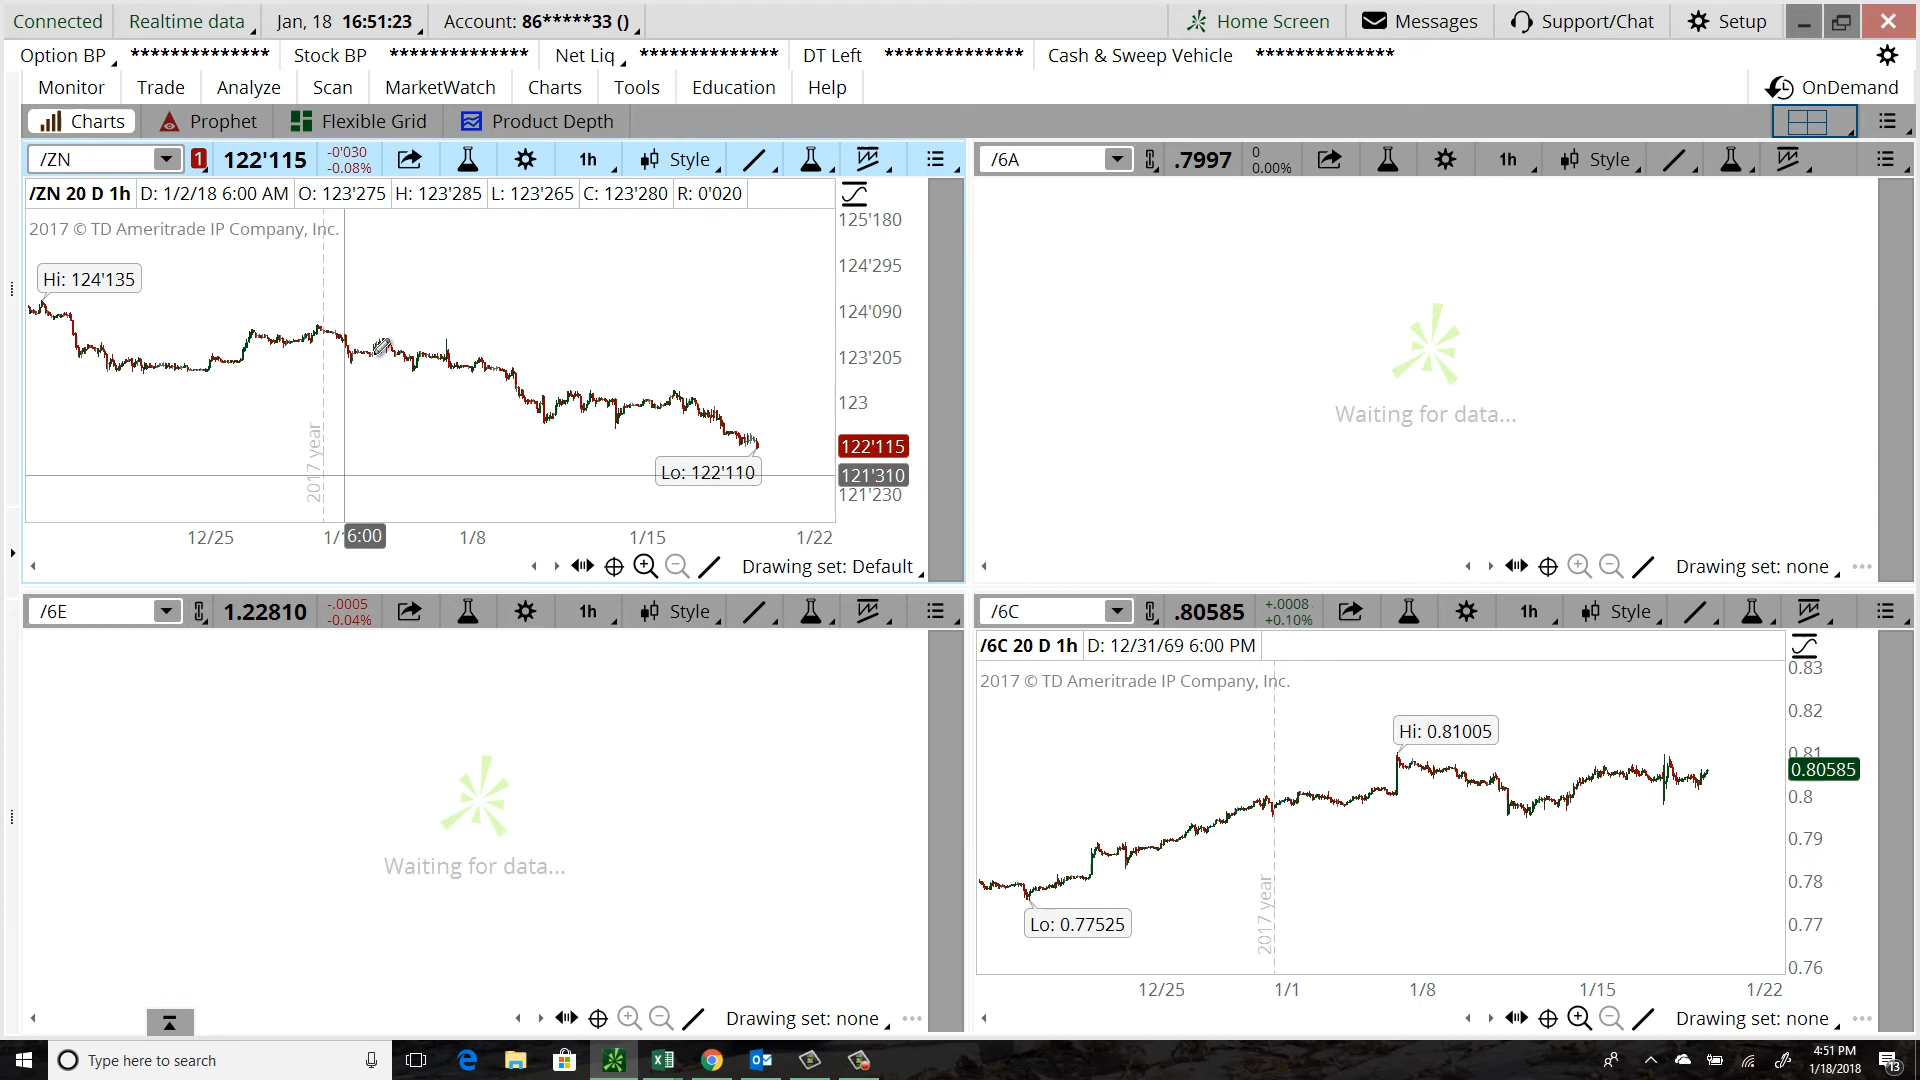 Connected Realtime data Jan, 18 16:51:23 Account: 86*****33 () Home Screen Messages Support/Chat Setup
Option BP ************** Stock BP ************** Net Liq ************** DT Left ************** Cash & Sweep Vehicle **************
Monitor Trade Analyze Scan MarketWatch Charts Tools Education Help OnDemand
Charts Prophet Flexible Grid Product Depth
/ZN 1 122'115 -0'030 -0.08% 1h Style
/ZN 20 D 1h D: 1/2/18 6:00 AM O: 123'275 H: 123'285 L: 123'265 C: 123'280 R: 0'020
2017 © TD Ameritrade IP Company, Inc.
125'180
124'295
Hi: 124'135
124'090
123'205
123
122'115
Lo: 122'110
121'310
121'230
2017 year
12/25 1/1 6:00 1/8 1/15 1/22
Drawing set: Default
/6A .7997 0 0.00% 1h Style
Waiting for data...
Drawing set: none
/6E 1.22810 -.0005 -0.04% 1h Style
Waiting for data...
Drawing set: none
/6C .80585 +.0008 +0.10% 1h Style
/6C 20 D 1h D: 12/31/69 6:00 PM
2017 © TD Ameritrade IP Company, Inc.
0.83
0.82
Hi: 0.81005
0.81
0.80585
0.8
0.79
0.78
Lo: 0.77525
0.77
0.76
2017 year
12/25 1/1 1/8 1/15 1/22
Drawing set: none
Type here to search
4:51 PM
1/18/2018
13